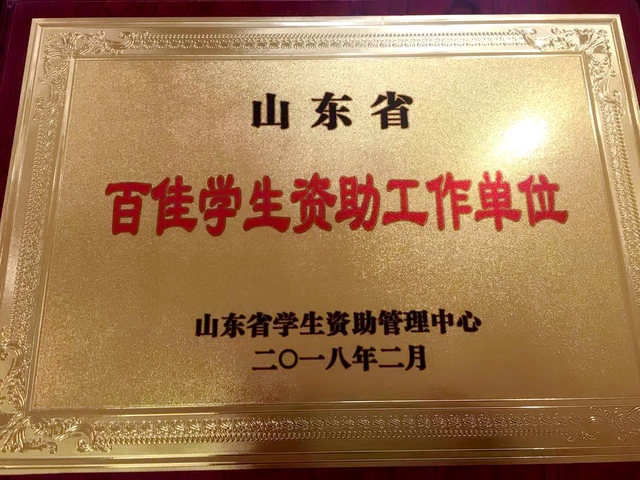 山东省
百佳学生资助工作单位
山东省学生资助管理中心
二〇一八年二月